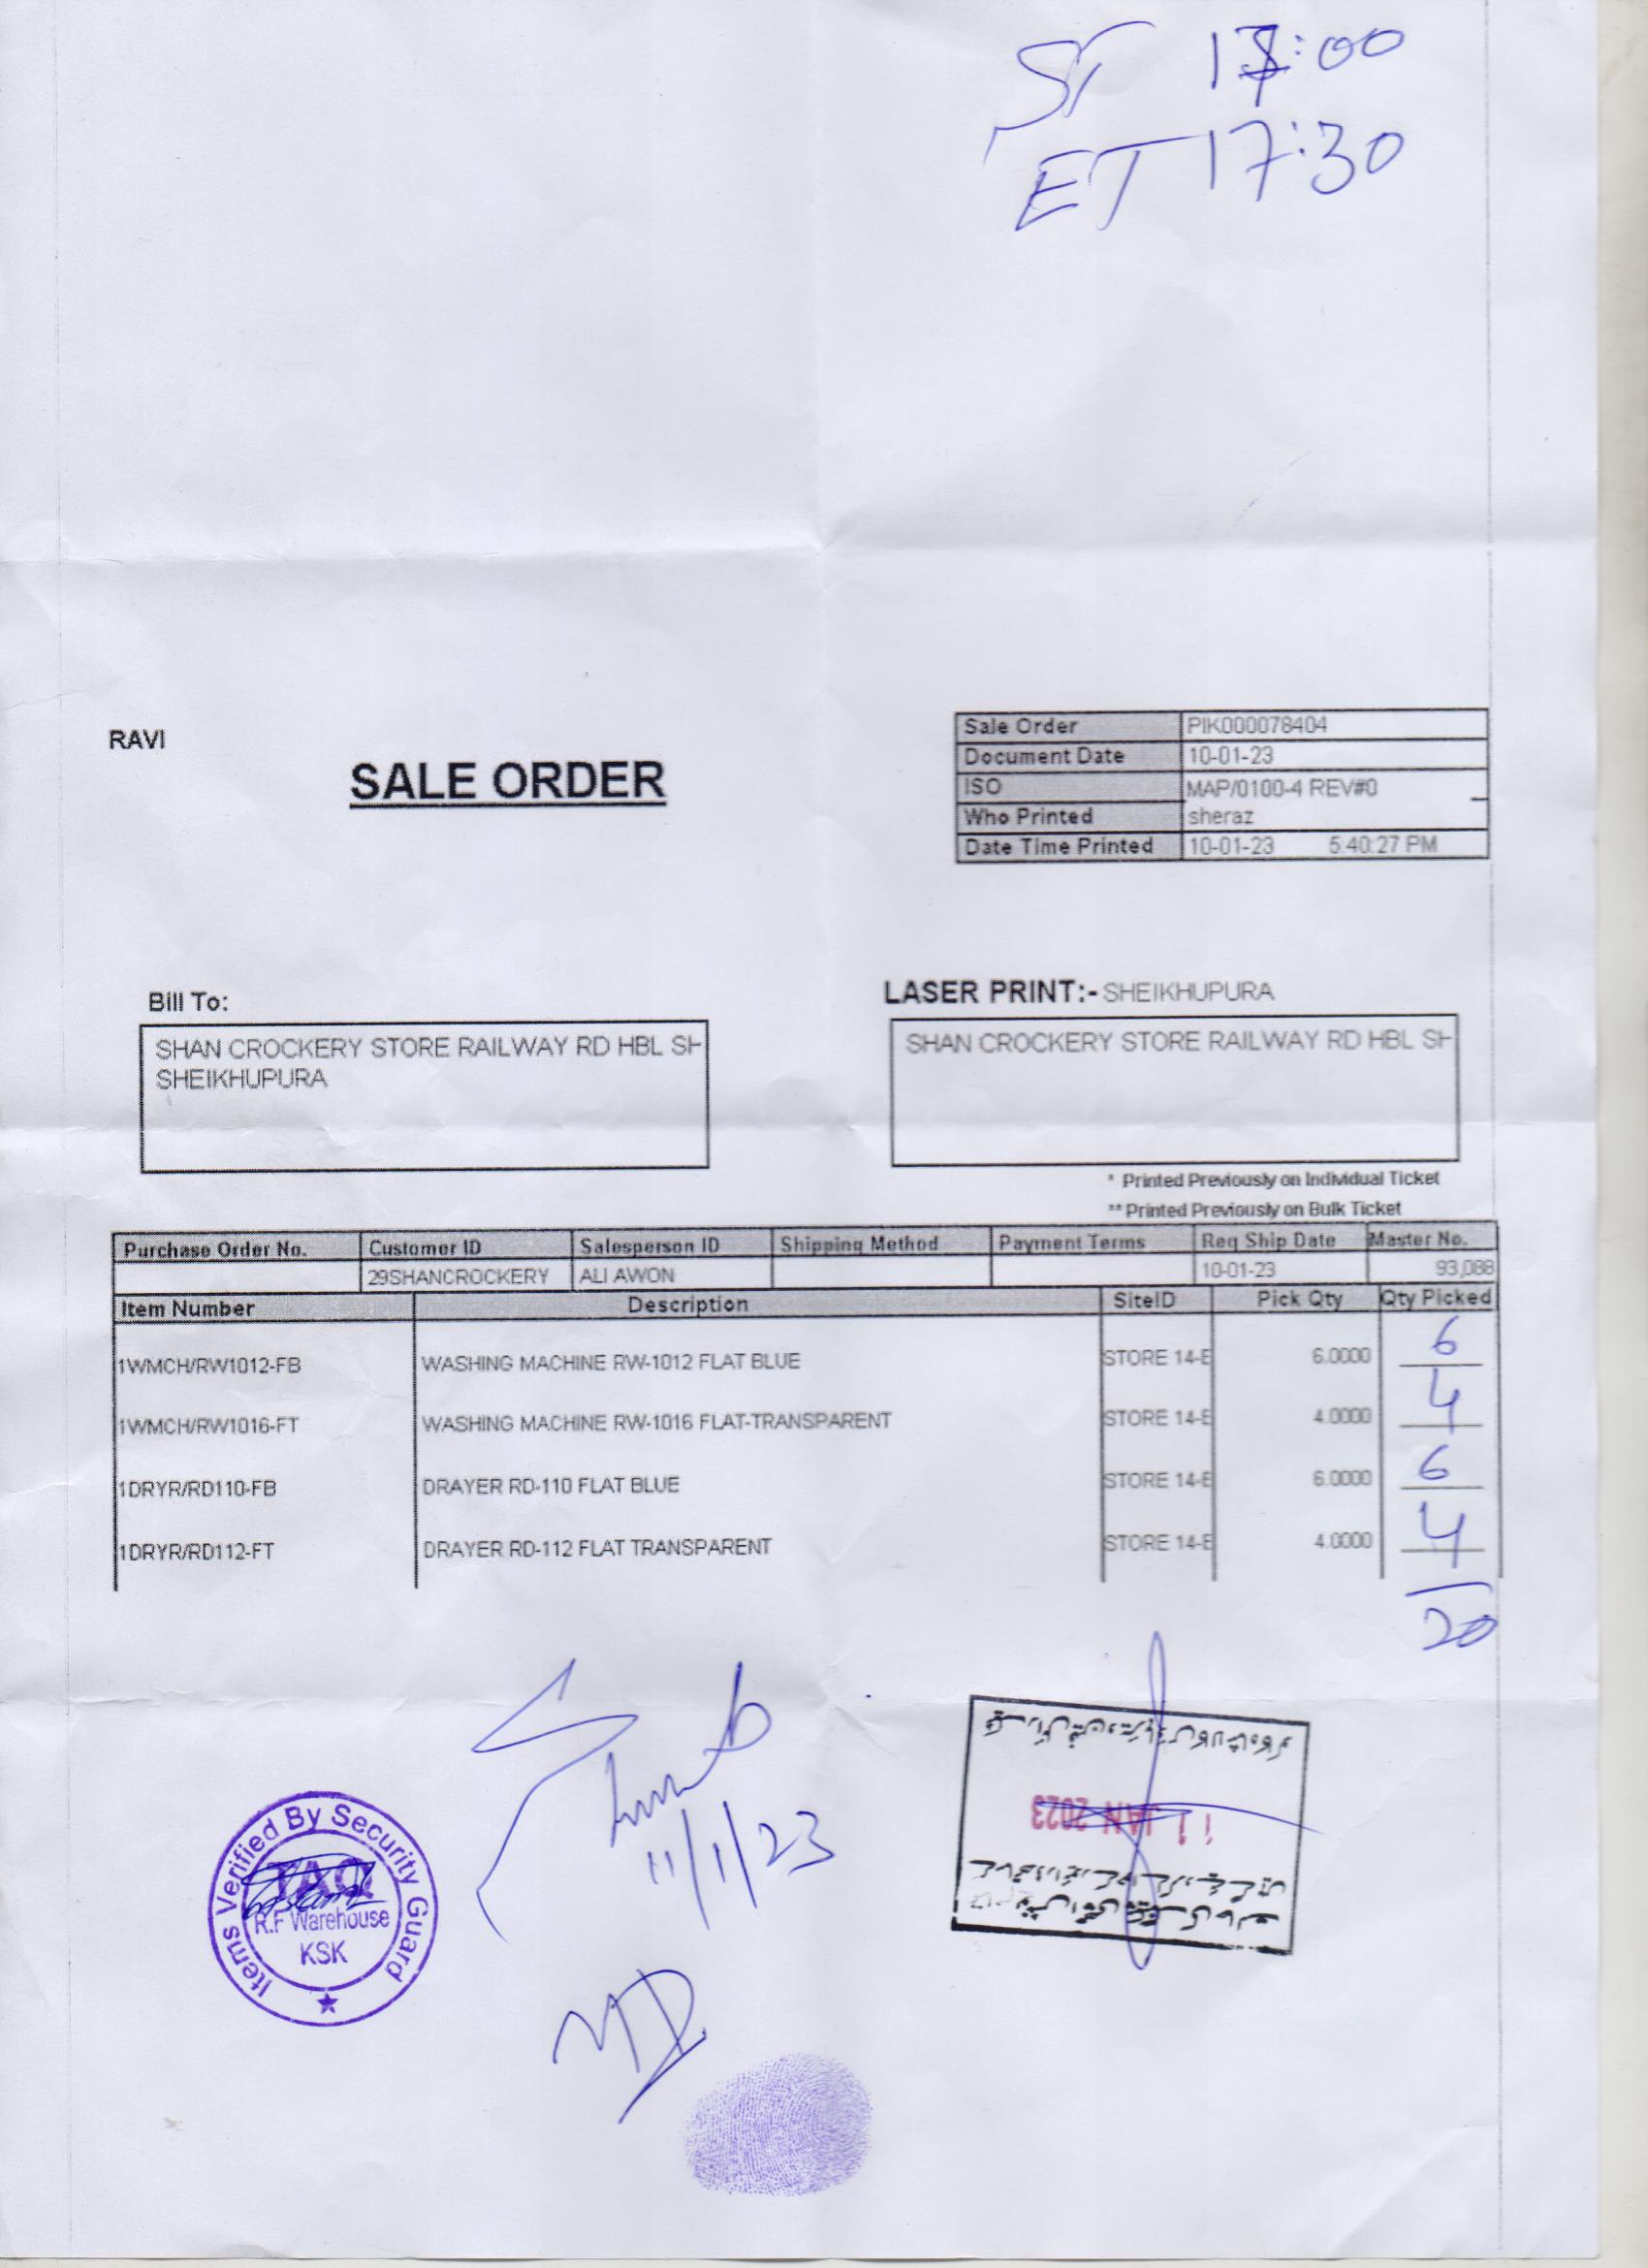 ST 17:00
ET 17:30
RAVI
SALE ORDER
Sale Order PIK000078404
Document Date 10-01-23
ISO MAP/0100-4 REV#0
Who Printed sheraz
Date Time Printed 10-01-23 5:40:27 PM
Bill To:
SHAN CROCKERY STORE RAILWAY RD HBL SH
SHEIKHUPURA
LASER PRINT:- SHEIKHUPURA
SHAN CROCKERY STORE RAILWAY RD HBL SH
* Printed Previously on Individual Ticket
** Printed Previously on Bulk Ticket
Purchase Order No. Customer ID Salesperson ID Shipping Method Payment Terms Req Ship Date Master No.
29SHANCROCKERY ALI AWON 10-01-23 93,088
Item Number Description SiteID Pick Qty Qty Picked
1WMCH/RW1012-FB WASHING MACHINE RW-1012 FLAT BLUE STORE 14-E 6.0000 6
1WMCH/RW1016-FT WASHING MACHINE RW-1016 FLAT-TRANSPARENT STORE 14-E 4.0000 4
1DRYR/RD110-FB DRAYER RD-110 FLAT BLUE STORE 14-E 6.0000 6
1DRYR/RD112-FT DRAYER RD-112 FLAT TRANSPARENT STORE 14-E 4.0000 4
20
11/1/23
Items Verified By Security Guard
TAQ
R.F Warehouse
KSK
11 JAN 2023